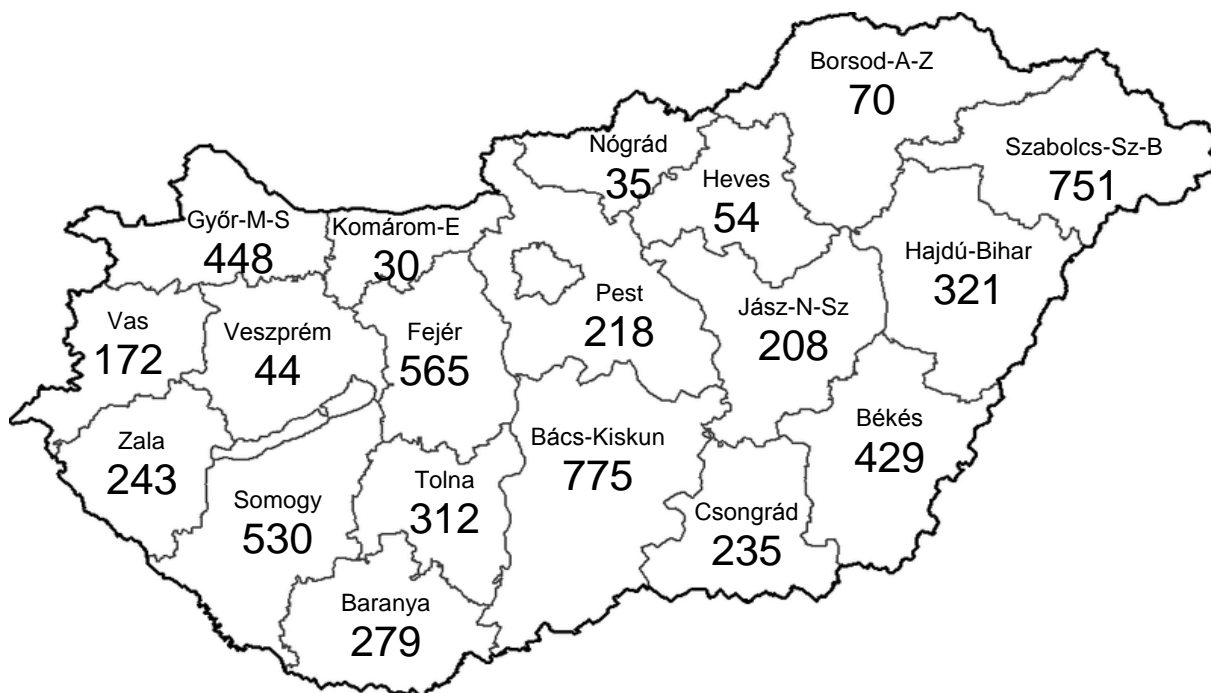 Borsod-A-Z
70
Nógrád
35
Szabolcs-Sz-B
751
Heves
54
Győr-M-S
448
Komárom-E
30
Hajdú-Bihar
321
Pest
218
Jász-N-Sz
208
Vas
172
Veszprém
44
Fejér
565
Békés
429
Zala
243
Bács-Kiskun
775
Tolna
312
Somogy
530
Csongrád
235
Baranya
279